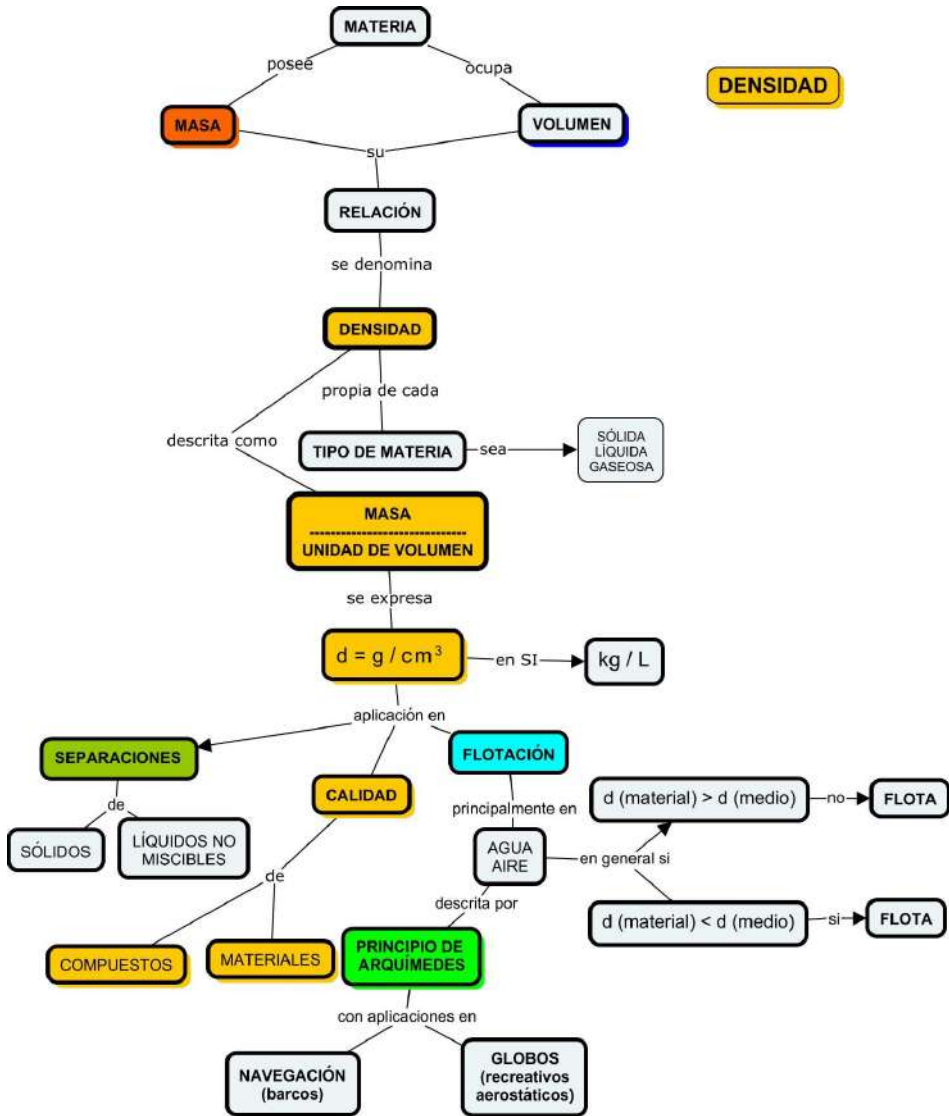 MATERIA
posee
ocupa
DENSIDAD
MASA
VOLUMEN
su
RELACIÓN
se denomina
DENSIDAD
propia de cada
descrita como
TIPO DE MATERIA
sea
SÓLIDA
LÍQUIDA
GASEOSA
MASA
------------------------------
UNIDAD DE VOLUMEN
se expresa
d = g / cm³
en SI
kg / L
aplicación en
SEPARACIONES
FLOTACIÓN
de
CALIDAD
principalmente en
d (material) > d (medio)
no
FLOTA
SÓLIDOS
LÍQUIDOS NO
MISCIBLES
AGUA
AIRE
en general si
de
descrita por
d (material) < d (medio)
si
FLOTA
COMPUESTOS
MATERIALES
PRINCIPIO DE
ARQUÍMEDES
con aplicaciones en
NAVEGACIÓN
(barcos)
GLOBOS
(recreativos
aerostáticos)